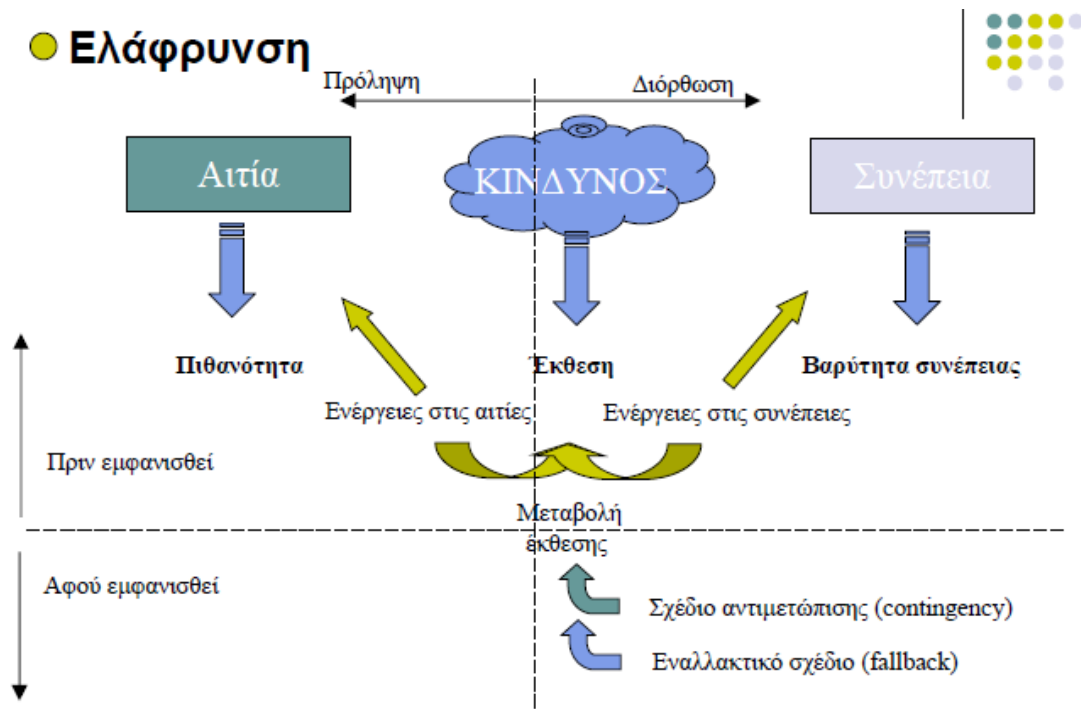 Ελάφρυνση
Πρόληψη
Διόρθωση
Αιτία
ΚΙΝΔΥΝΟΣ
Συνέπεια
Πιθανότητα
Έκθεση
Βαρύτητα συνέπειας
Ενέργειες στις αιτίες
Ενέργειες στις συνέπειες
Πριν εμφανισθεί
Μεταβολή
έκθεσης
Αφού εμφανισθεί
Σχέδιο αντιμετώπισης (contingency)
Εναλλακτικό σχέδιο (fallback)